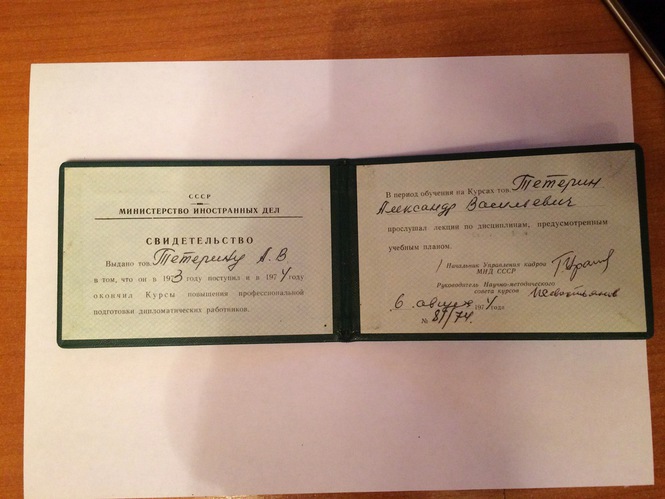 СССР
МИНИСТЕРСТВО ИНОСТРАННЫХ ДЕЛ
СВИДЕТЕЛЬСТВО
Выдано тов. Тетерину А.В
в том, что он в 1973 году поступил и в 1974 году
окончил Курсы повышения профессиональной
подготовки дипломатических работников.
В период обучения на Курсах тов. Тетерин
Александр Васильевич
прослушал лекции по дисциплинам, предусмотренным
учебным планом.
Начальник Управления кадров
МИД СССР
Руководитель Научно-методического
совета курсов
6 август 1974 года
№ 81/74.